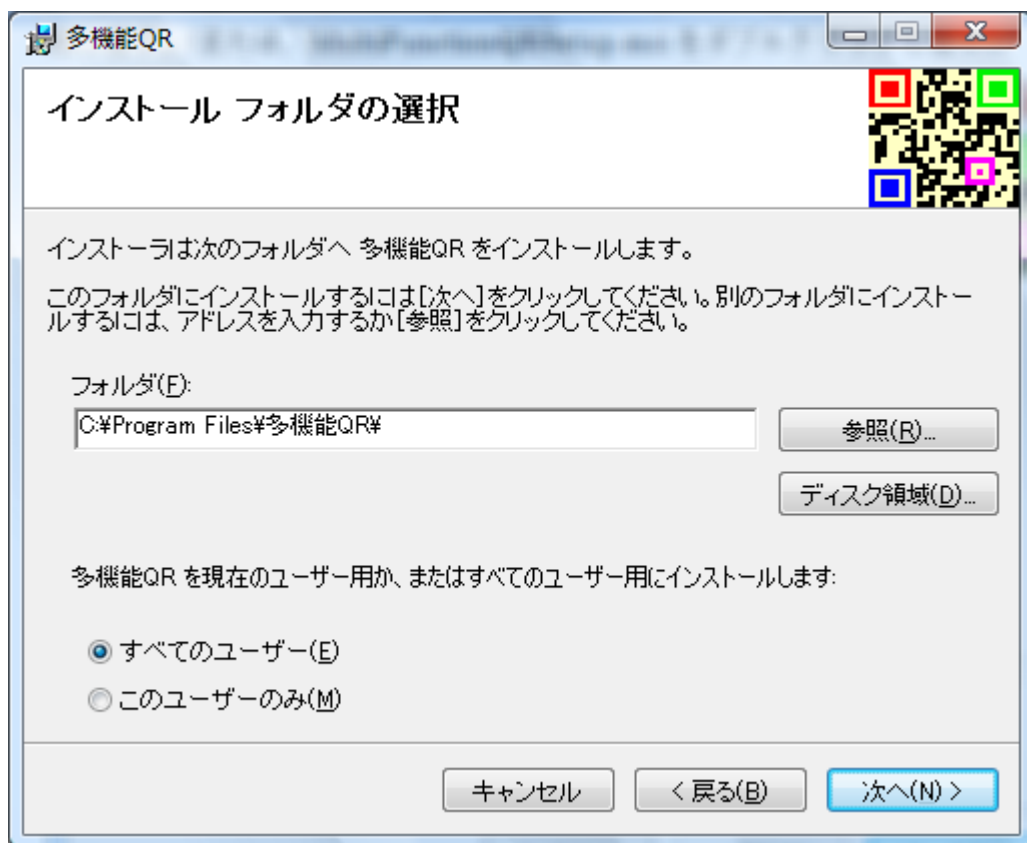 多機能QR
インストール フォルダの選択
インストーラは次のフォルダへ 多機能QR をインストールします。
このフォルダにインストールするには[次へ]をクリックしてください。別のフォルダにインストー
ルするには、アドレスを入力するか[参照]をクリックしてください。
フォルダ(F):
C:¥Program Files¥多機能QR¥
参照(R)...
ディスク領域(D)...
多機能QR を現在のユーザー用か、またはすべてのユーザー用にインストールします:
すべてのユーザー(E)
このユーザーのみ(M)
キャンセル
< 戻る(B)
次へ(N) >